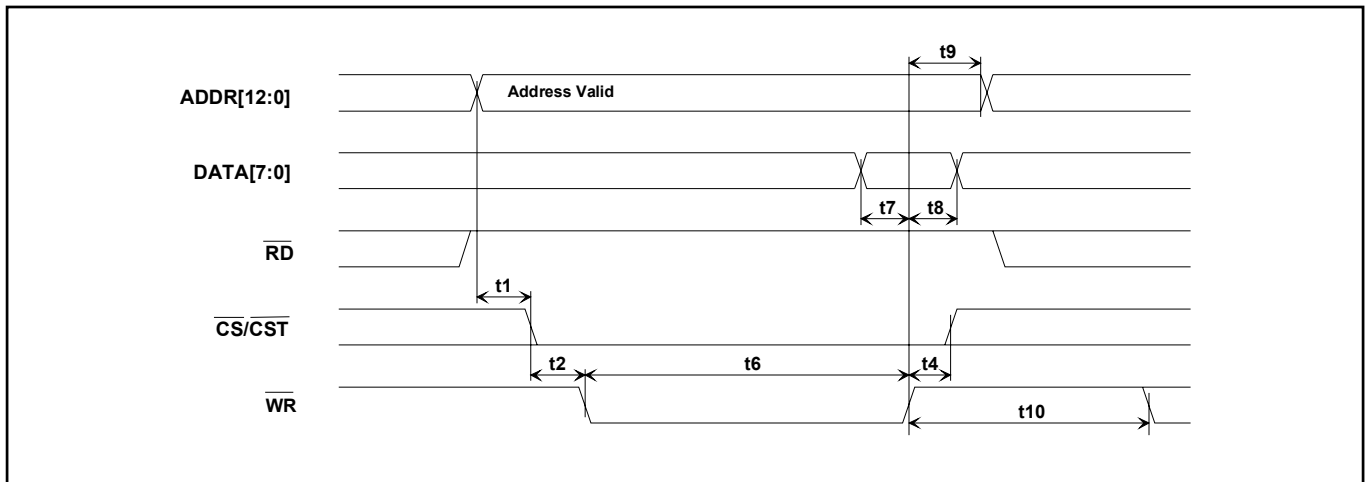 t9
ADDR[12:0]
Address Valid
DATA[7:0]
t7
t8
RD
t1
CS/CST
t2
t6
t4
WR
t10